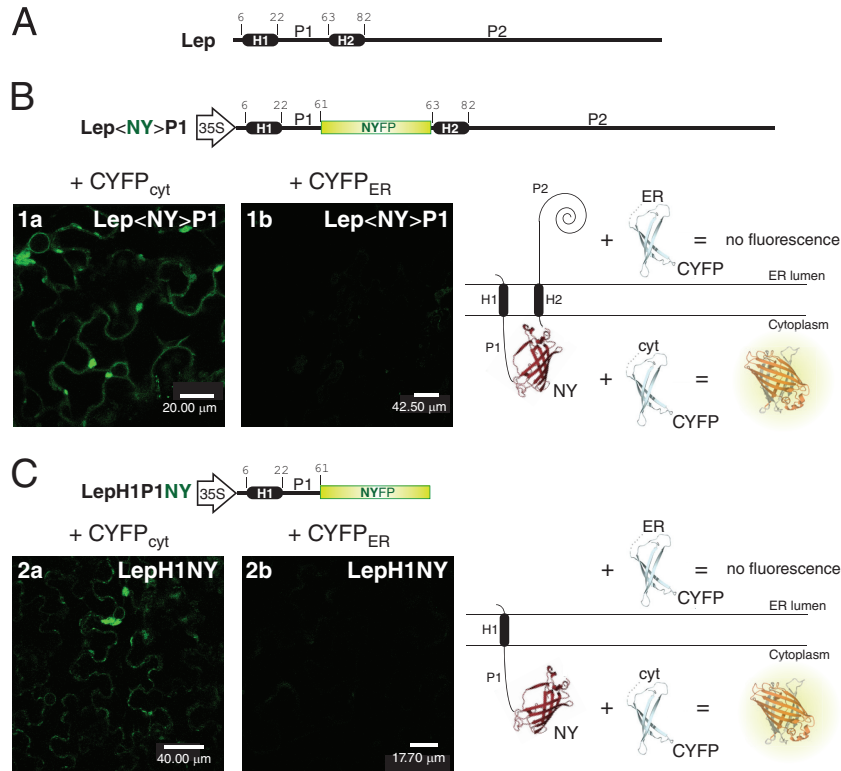 A
Lep
6 22 P1 63 82 P2
H1 H2
B
Lep<NY>P1 35S 6 22 P1 61 63 82 P2
H1 NYFP H2
+ CYFPcyt + CYFPER
1a Lep<NY>P1
20.00 µm
1b Lep<NY>P1
42.50 µm
P2 ER
+ = no fluorescence
CYFP
ER lumen
H1 H2
Cytoplasm
P1 cyt
NY + =
CYFP
C
LepH1P1NY 35S 6 22 P1 61
H1 NYFP
+ CYFPcyt + CYFPER
2a LepH1NY
40.00 µm
2b LepH1NY
17.70 µm
ER
+ = no fluorescence
CYFP
ER lumen
H1
Cytoplasm
P1 cyt
NY + =
CYFP